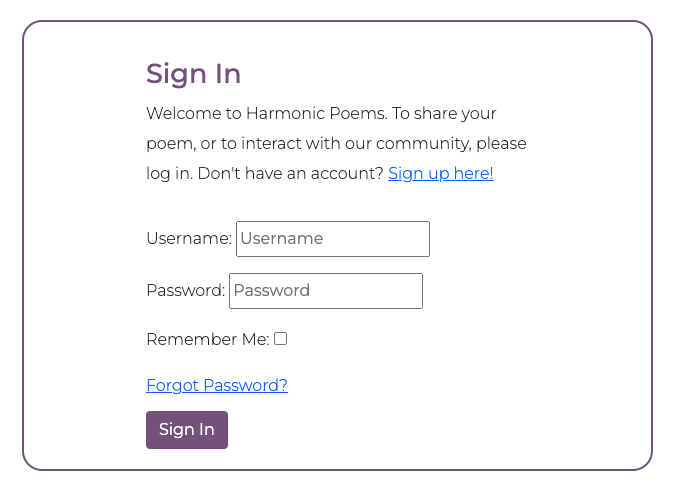 Sign In
Welcome to Harmonic Poems. To share your
poem, or to interact with our community, please
log in. Don't have an account? Sign up here!
Username: Username
Password: Password
Remember Me:
Forgot Password?
Sign In